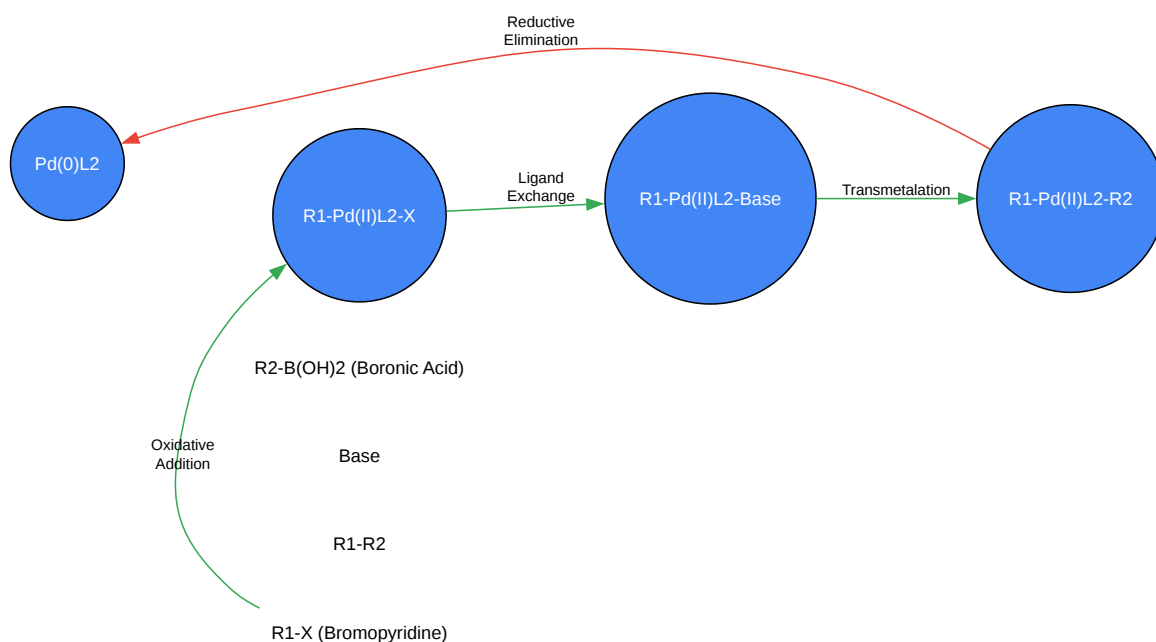 Reductive
Elimination
Pd(0)L2
R1-Pd(II)L2-X
Ligand
Exchange
R1-Pd(II)L2-Base
Transmetalation
R1-Pd(II)L2-R2
R2-B(OH)2 (Boronic Acid)
Oxidative
Addition
Base
R1-R2
R1-X (Bromopyridine)